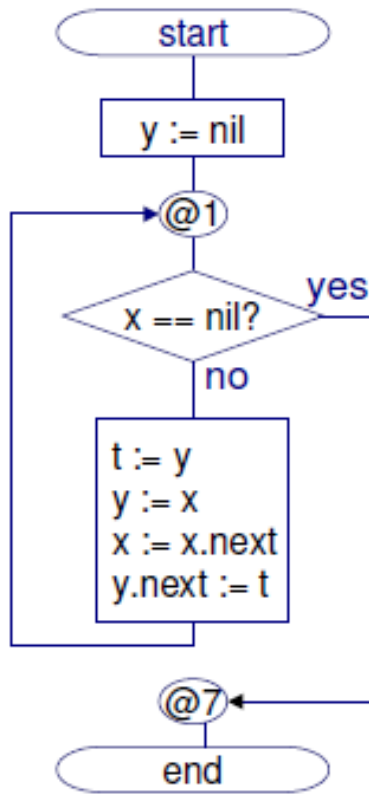 start
y := nil
@1
x == nil?
yes
no
t := y
y := x
x := x.next
y.next := t
@7
end